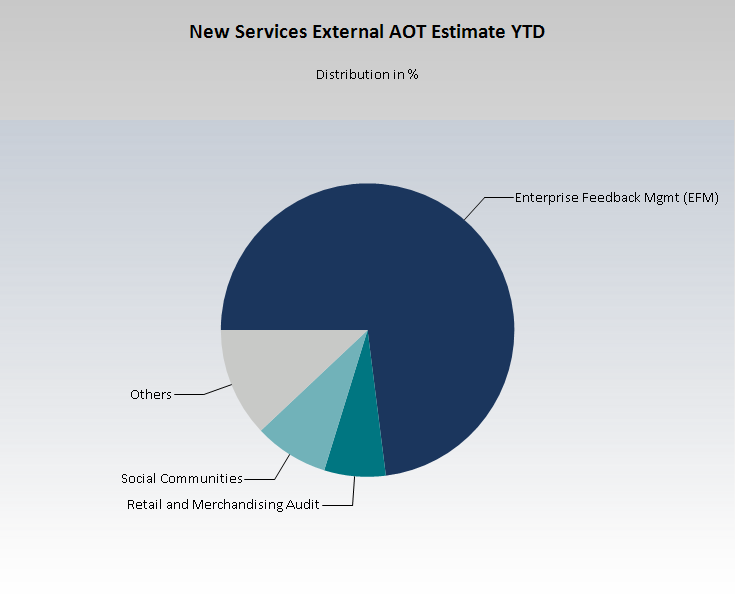 New Services External AOT Estimate YTD
Distribution in %
Enterprise Feedback Mgmt (EFM)
Others
Social Communities
Retail and Merchandising Audit